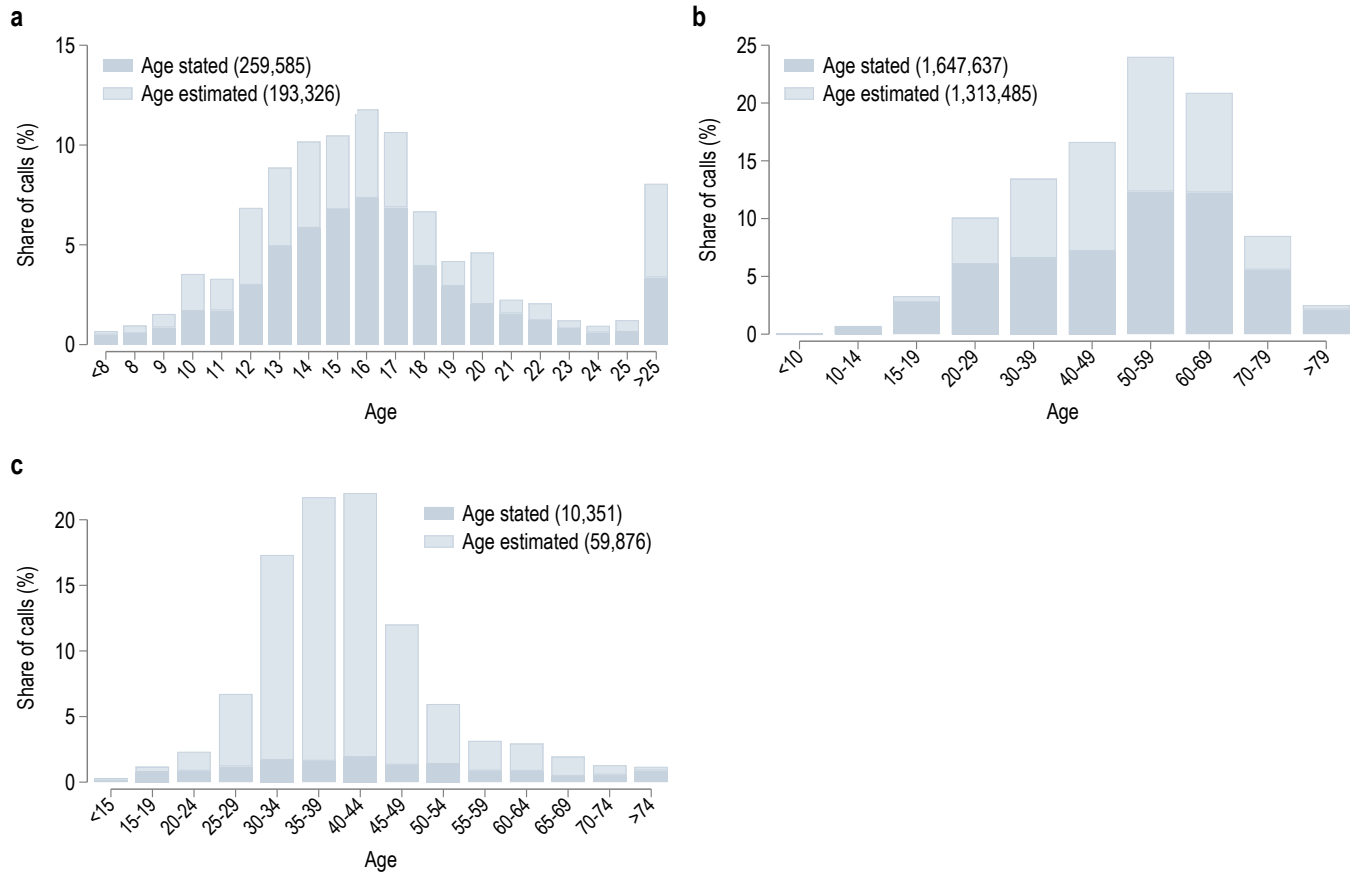 a
15
10
5
0
Share of calls (%)
Age stated (259,585)
Age estimated (193,326)
<8 8 9 10 11 12 13 14 15 16 17 18 19 20 21 22 23 24 25 >25
Age
b
25
20
15
10
5
0
Share of calls (%)
Age stated (1,647,637)
Age estimated (1,313,485)
<10 10-14 15-19 20-29 30-39 40-49 50-59 60-69 70-79 >79
Age
c
20
15
10
5
0
Share of calls (%)
Age stated (10,351)
Age estimated (59,876)
<15 15-19 20-24 25-29 30-34 35-39 40-44 45-49 50-54 55-59 60-64 65-69 70-74 >74
Age